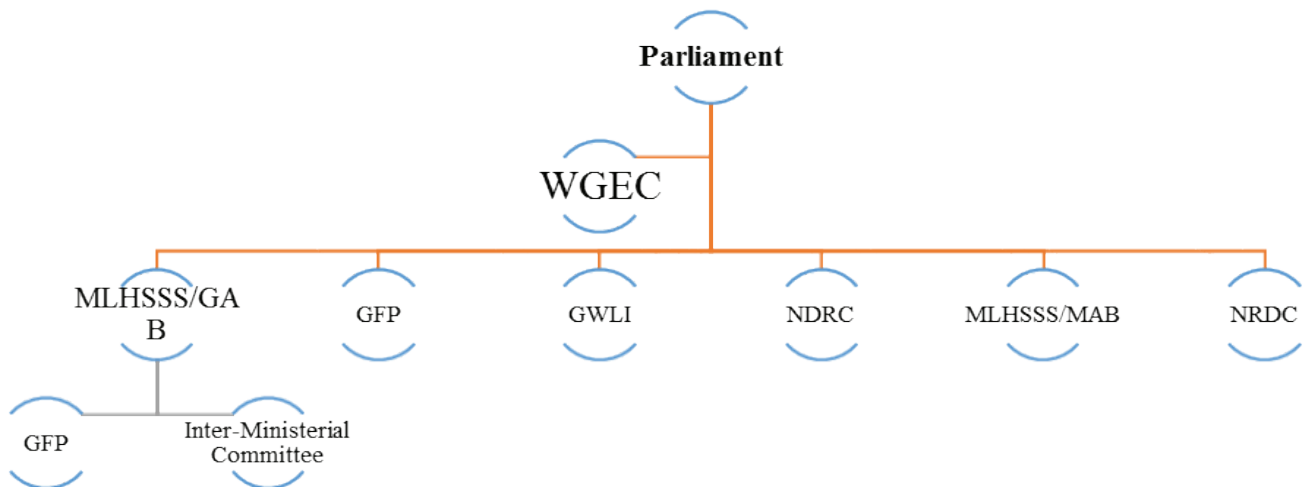 Parliament
WGEC
MLHSSS/GA
B
GFP
GWLI
NDRC
MLHSSS/MAB
NRDC
GFP
Inter-Ministerial
Committee